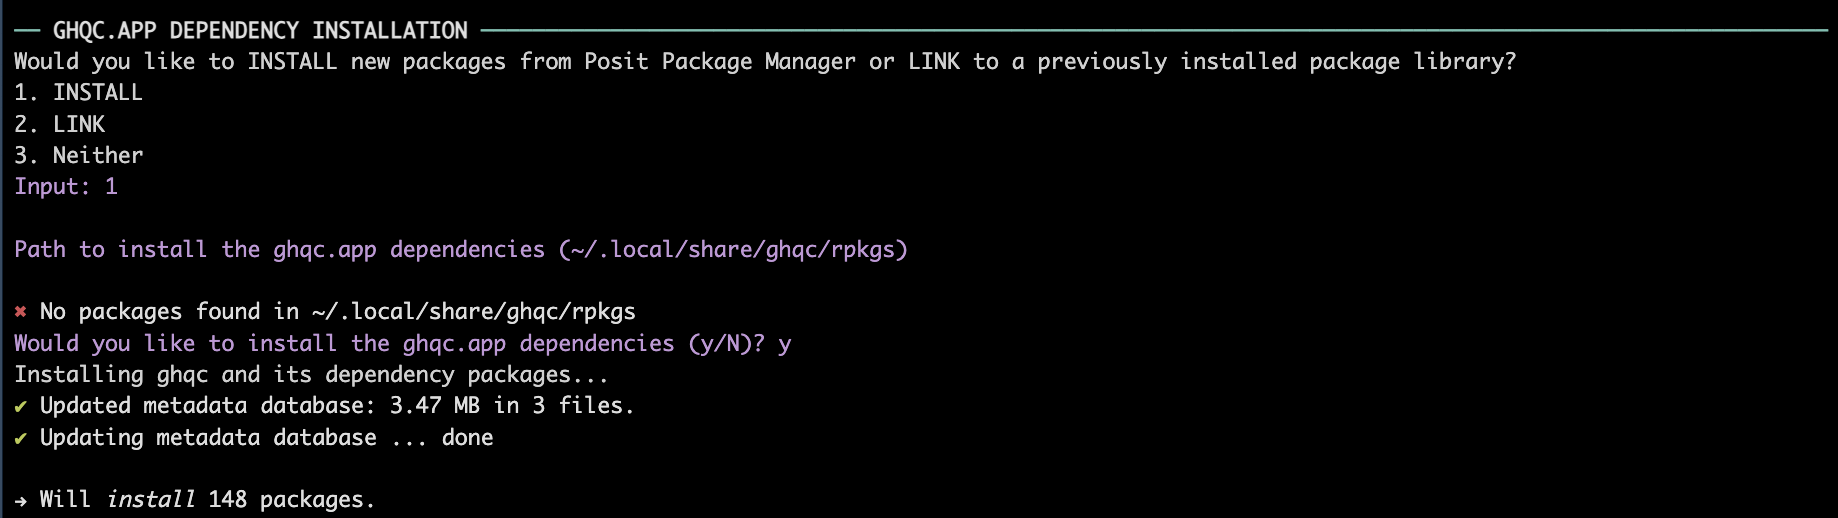 ── GHQC.APP DEPENDENCY INSTALLATION ──
Would you like to INSTALL new packages from Posit Package Manager or LINK to a previously installed package library?
1. INSTALL
2. LINK
3. Neither
Input: 1
Path to install the ghqc.app dependencies (~/.local/share/ghqc/rpkgs)
✖ No packages found in ~/.local/share/ghqc/rpkgs
Would you like to install the ghqc.app dependencies (y/N)? y
Installing ghqc and its dependency packages...
✔ Updated metadata database: 3.47 MB in 3 files.
✔ Updating metadata database ... done
→ Will install 148 packages.